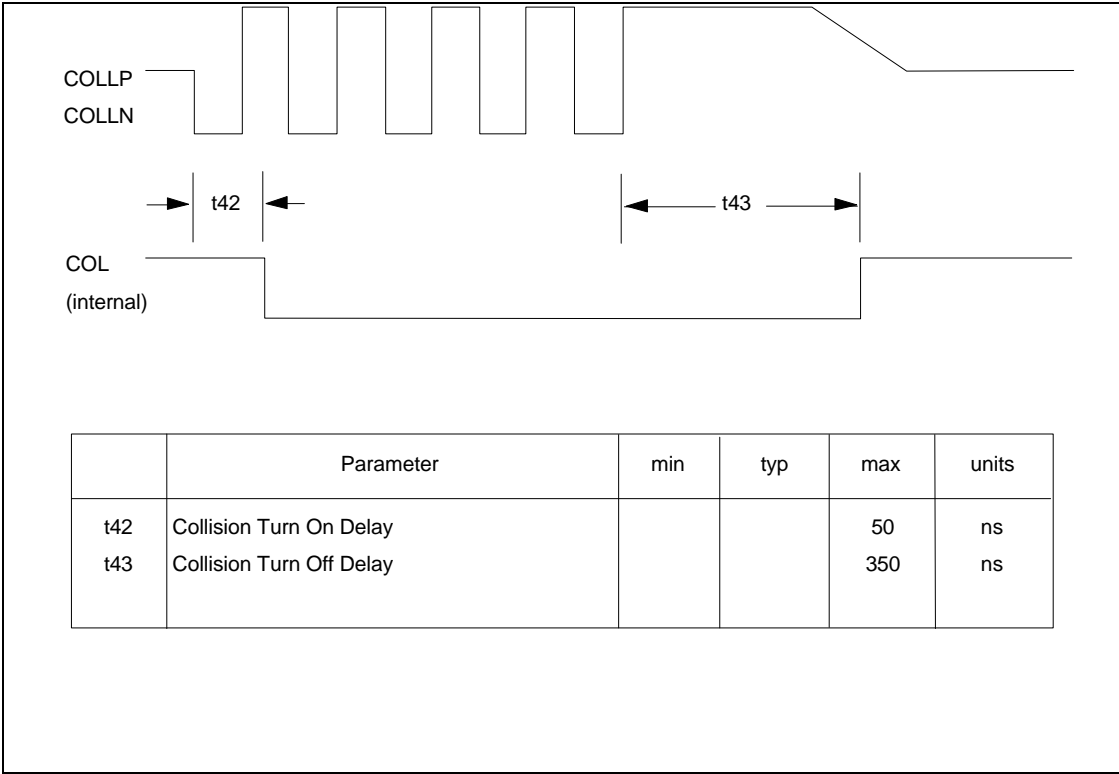 COLLP
COLLN
t42
t43
COL
(internal)
Parameter min typ max units
t42 Collision Turn On Delay 50 ns
t43 Collision Turn Off Delay 350 ns